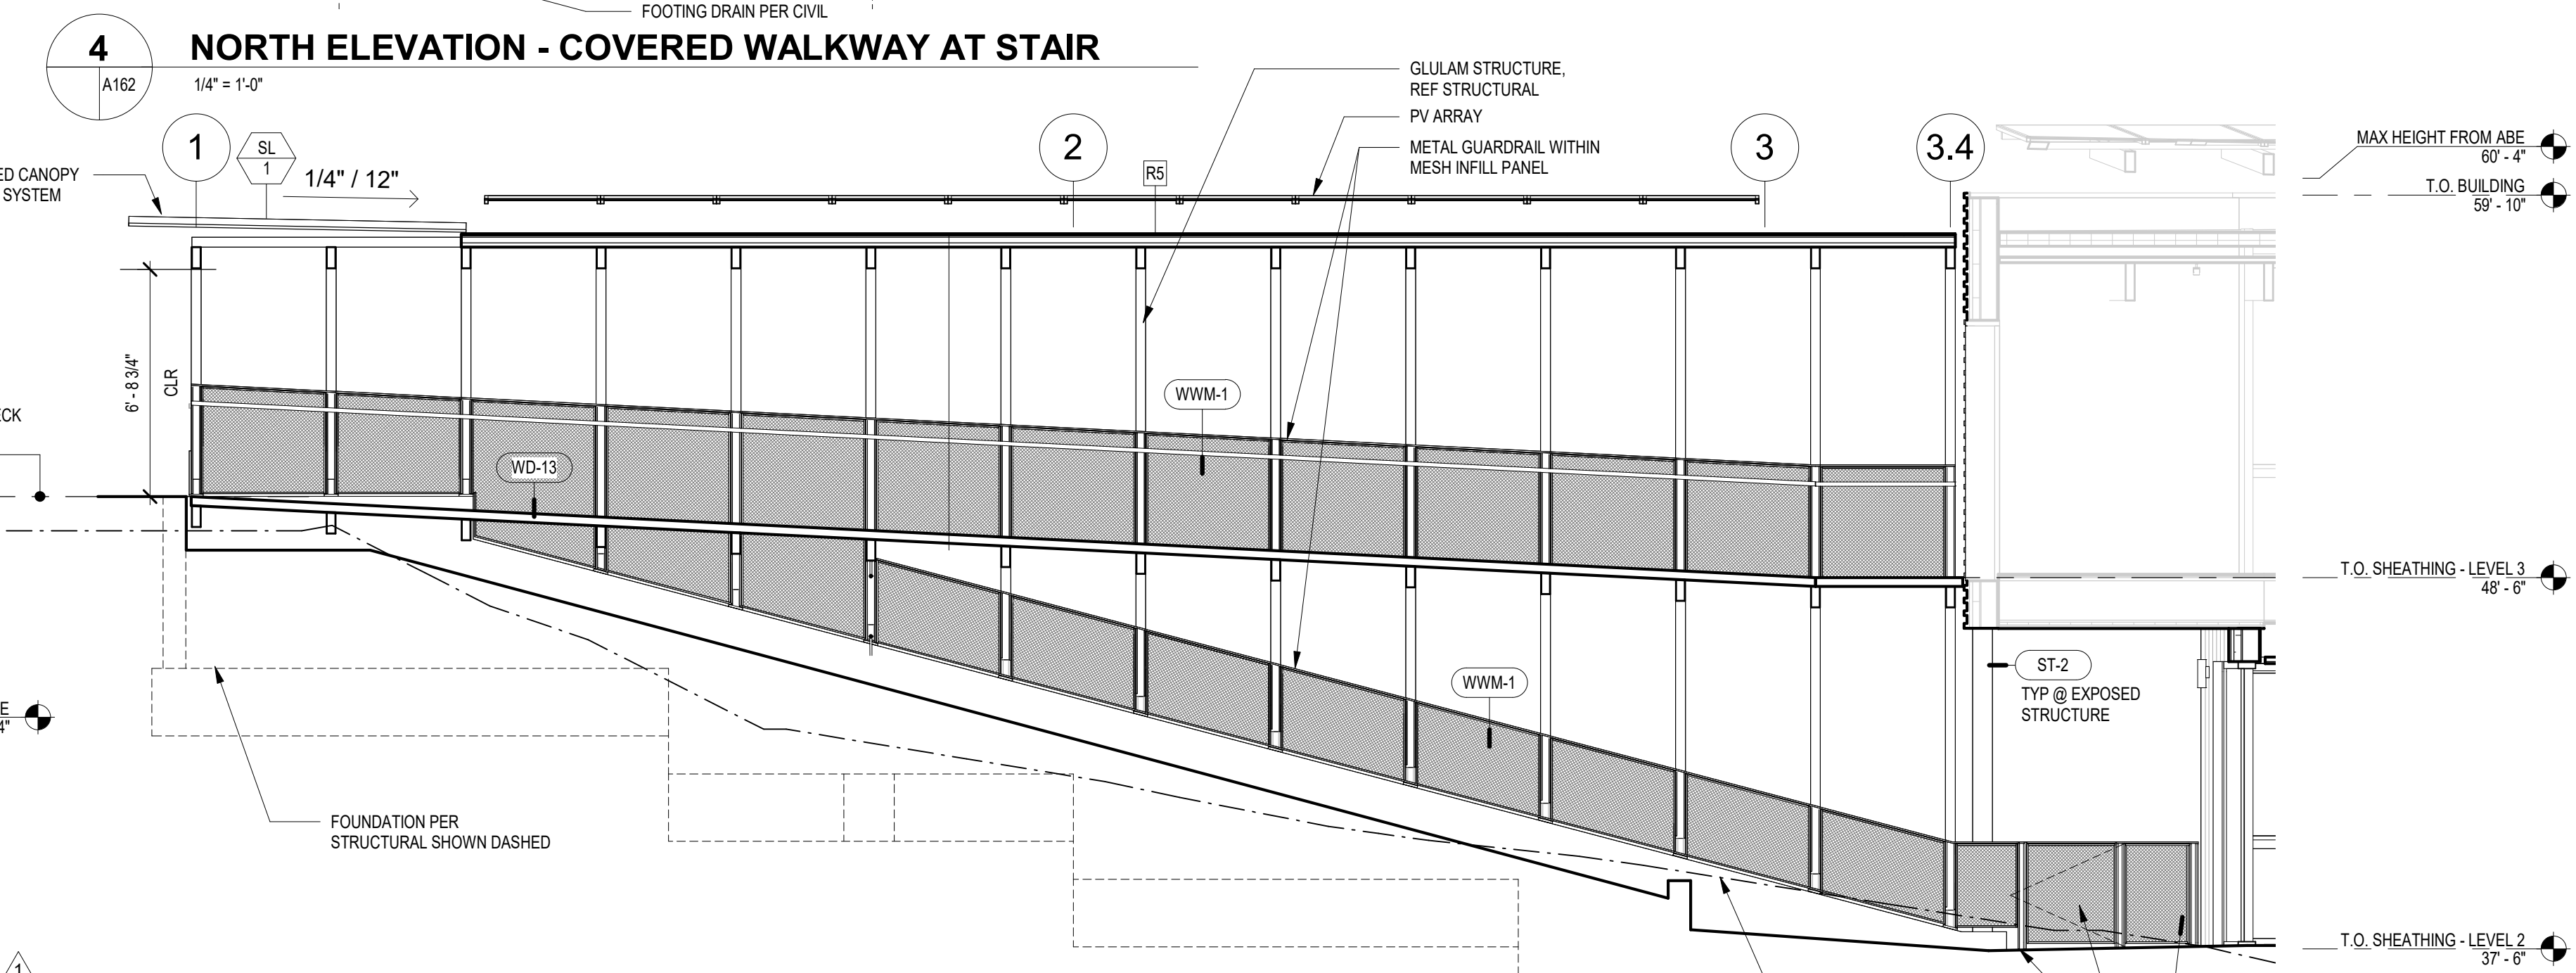 FOOTING DRAIN PER CIVIL
4
A162
NORTH ELEVATION - COVERED WALKWAY AT STAIR
1/4" = 1'-0"
GLULAM STRUCTURE,
REF STRUCTURAL
PV ARRAY
METAL GUARDRAIL WITHIN
MESH INFILL PANEL
1
SL
1
1/4" / 12"
2
R5
3
3.4
MAX HEIGHT FROM ABE
60' - 4"
T.O. BUILDING
59' - 10"
ED CANOPY
SYSTEM
6' - 8 3/4"
CLR
WWM-1
ECK
WD-13
T.O. SHEATHING - LEVEL 3
48' - 6"
WWM-1
ST-2
TYP @ EXPOSED
STRUCTURE
E
4"
FOUNDATION PER
STRUCTURAL SHOWN DASHED
T.O. SHEATHING - LEVEL 2
37' - 6"
1